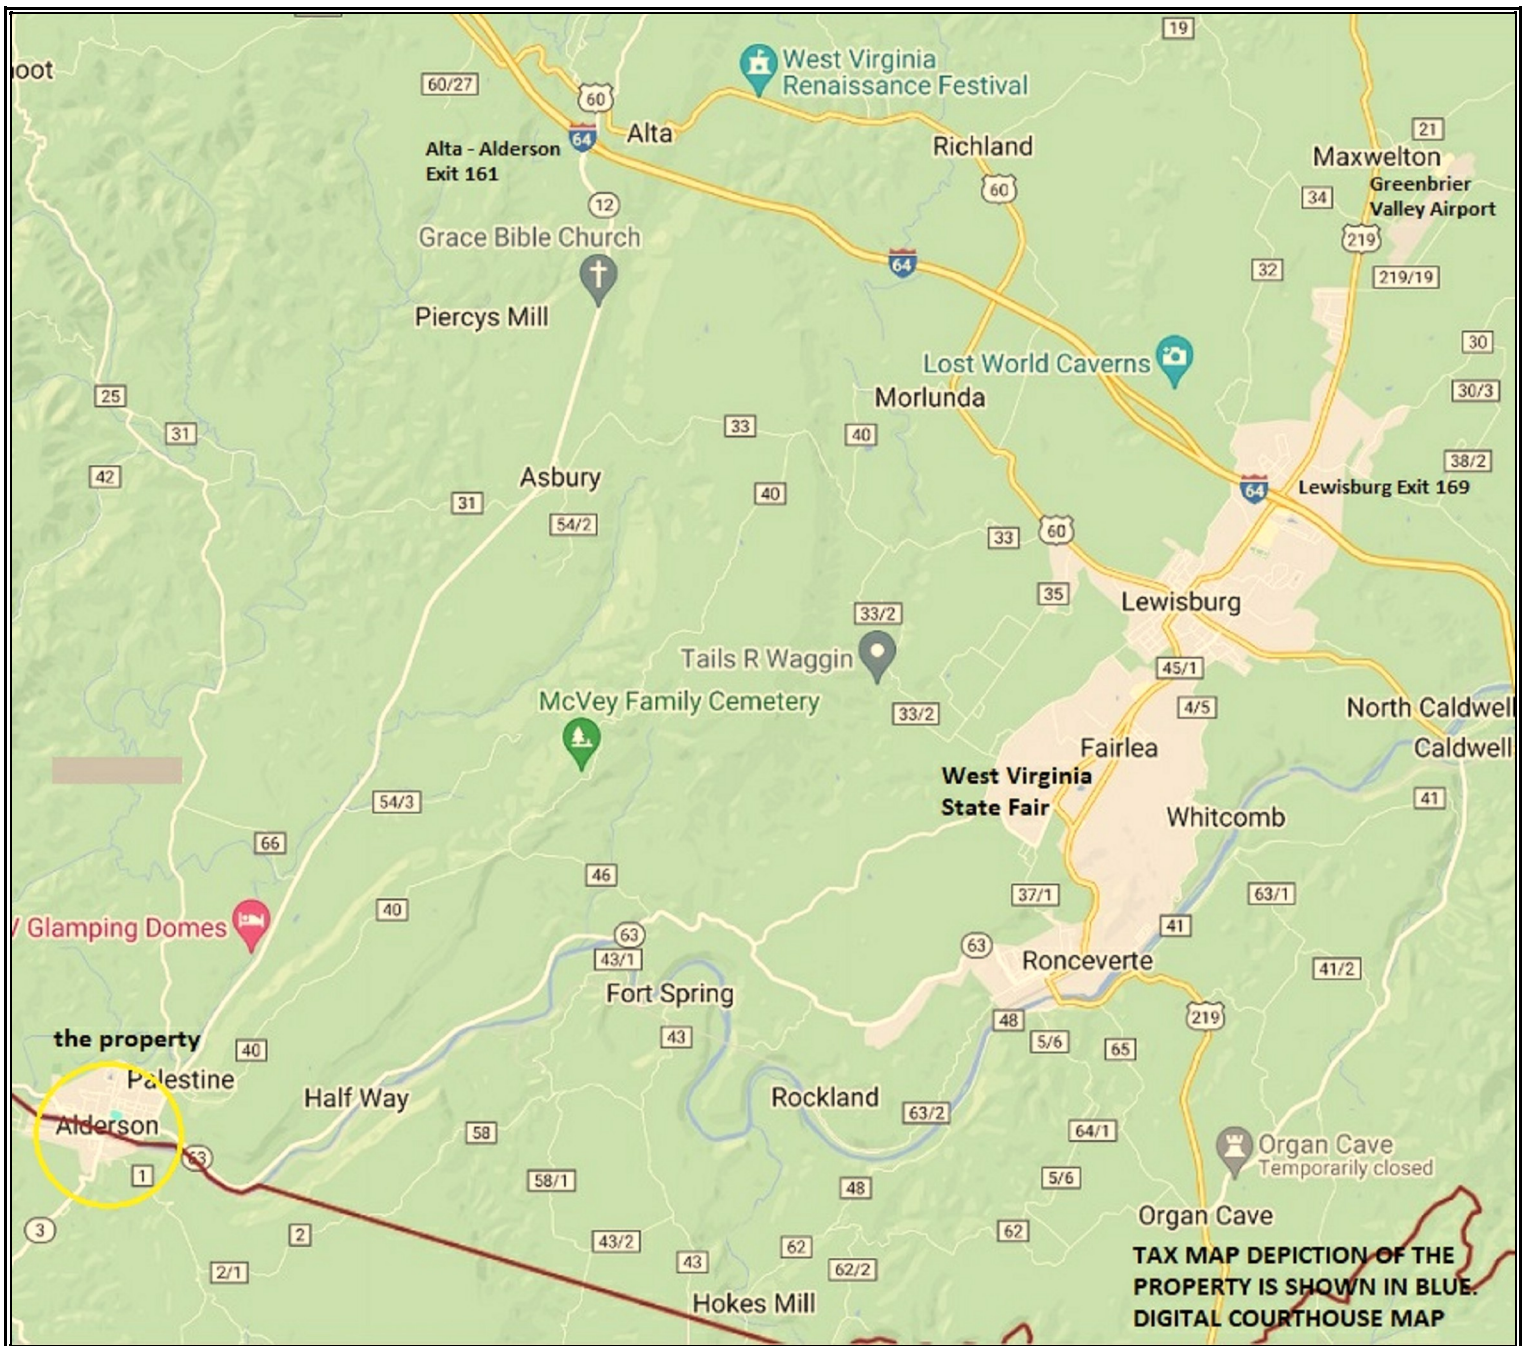 19
oot
60/27
60
West Virginia
Renaissance Festival
64
Alta
21
Alta - Alderson
Exit 161
Richland
Maxwelton
Greenbrier
Valley Airport
60
34
12
Grace Bible Church
219
64
32
219/19
Piercys Mill
30
Lost World Caverns
25
Morlunda
30/3
31
33
40
42
Asbury
38/2
64
Lewisburg Exit 169
31
40
54/2
33
60
35
Lewisburg
33/2
Tails R Waggin
45/1
McVey Family Cemetery
33/2
4/5
North Caldwell
Fairlea
Caldwell
West Virginia
State Fair
54/3
41
Whitcomb
66
46
37/1
63/1
40
V Glamping Domes
63
63
41
43/1
Ronceverte
41/2
Fort Spring
48
219
the property
43
5/6
65
40
Palestine
Half Way
Rockland
63/2
Alderson
58
64/1
63
Organ Cave
Temporarily closed
1
58/1
48
5/6
3
2
43/2
62
62
Organ Cave
2/1
43
62/2
TAX MAP DEPICTION OF THE
PROPERTY IS SHOWN IN BLUE.
DIGITAL COURTHOUSE MAP
Hokes Mill